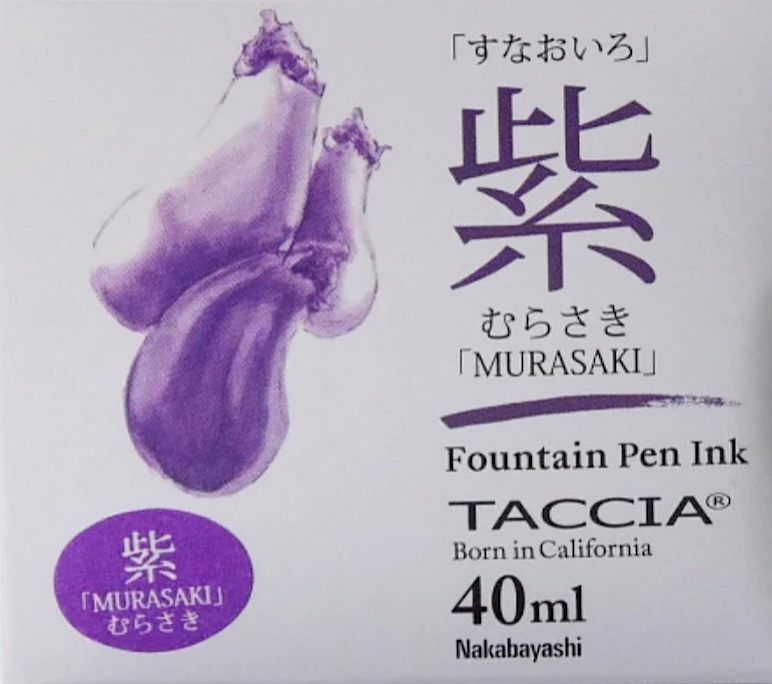 「すなおいろ」
紫
むらさき
「MURASAKI」
Fountain Pen Ink
TACCIA®
Born in California
40ml
Nakabayashi
紫
「MURASAKI」
むらさき